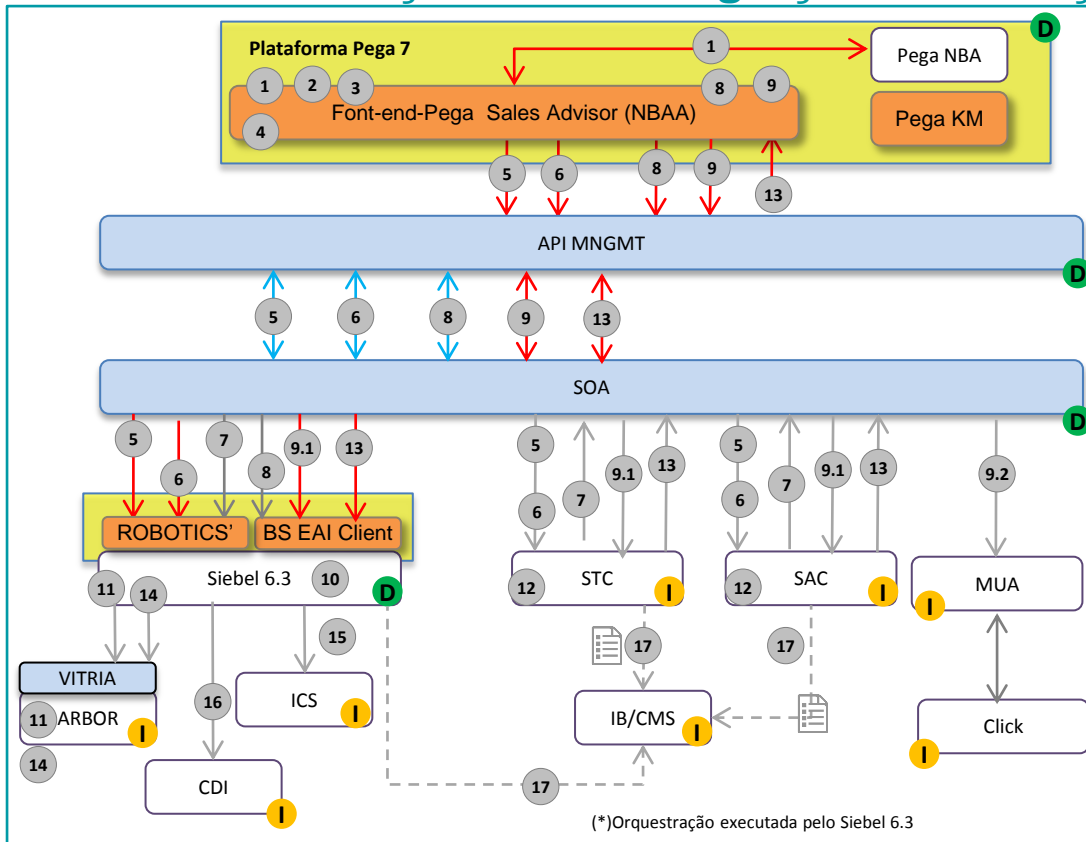 D
Plataforma Pega 7
1
Pega NBA
1
2
3
8
9
Font-end-Pega Sales Advisor (NBAA)
4
Pega KM
5
6
8
9
13
API MNGMT
D
5
6
8
9
13
SOA
D
5
6
7
8
9.1
13
5
6
7
9.1
13
5
6
7
9.1
13
9.2
ROBOTICS’
BS EAI Client
Siebel 6.3
10
D
STC
12
I
SAC
12
I
MUA
I
11
14
15
17
17
VITRIA
11
ARBOR
I
14
16
ICS
I
IB/CMS
I
Click
I
CDI
I
17
(*)Orquestração executada pelo Siebel 6.3